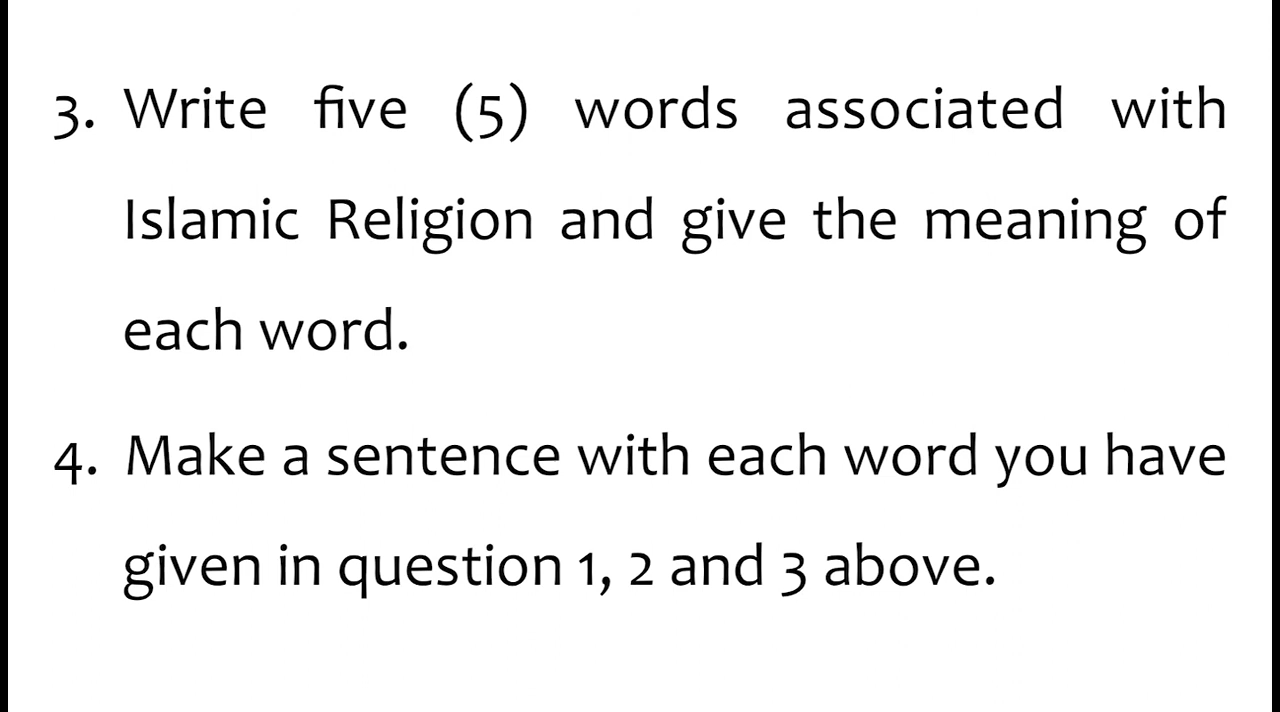 3. Write five (5) words associated with
Islamic Religion and give the meaning of
each word.
4. Make a sentence with each word you have
given in question 1, 2 and 3 above.